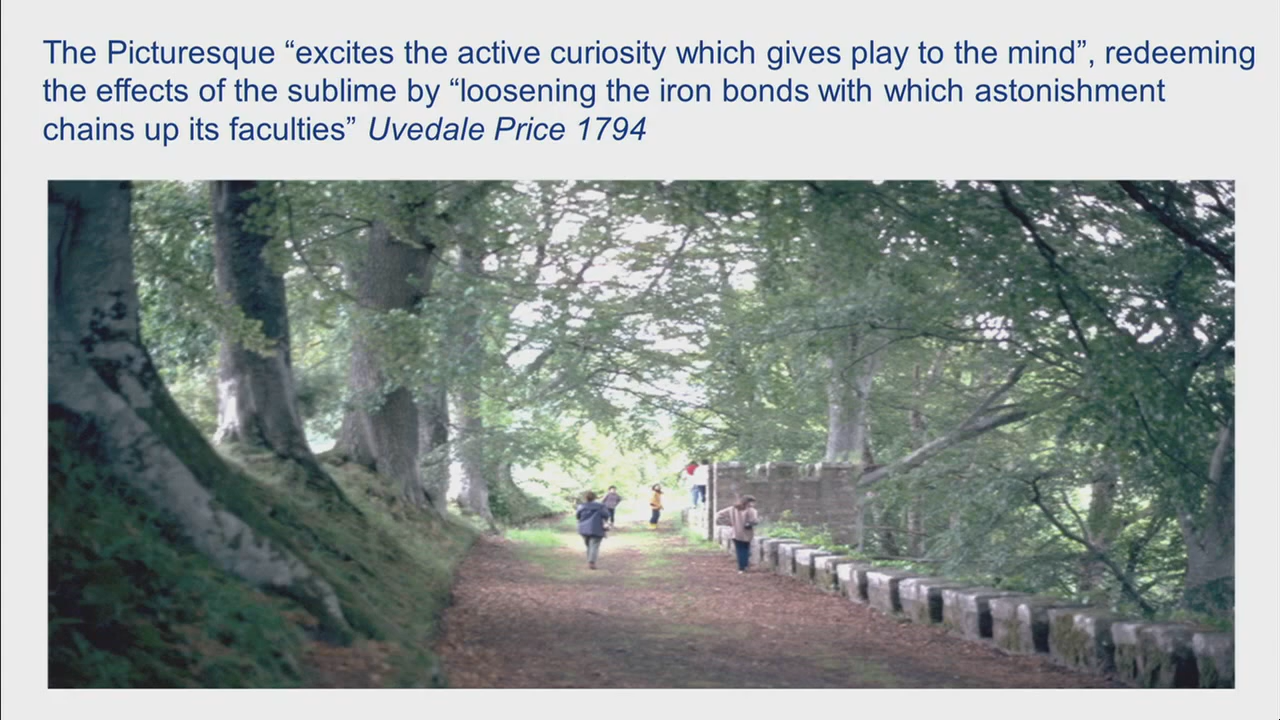 The Picturesque “excites the active curiosity which gives play to the mind”, redeeming
the effects of the sublime by “loosening the iron bonds with which astonishment
chains up its faculties” Uvedale Price 1794